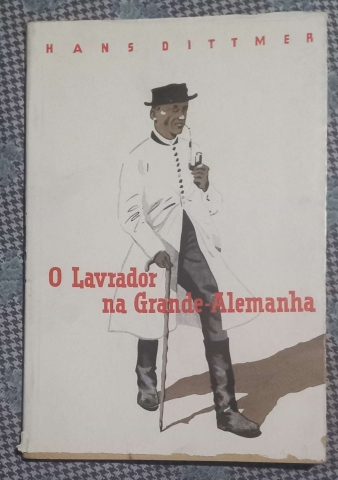 HANS DITTMER
O Lavrador
na Grande-Alemanha